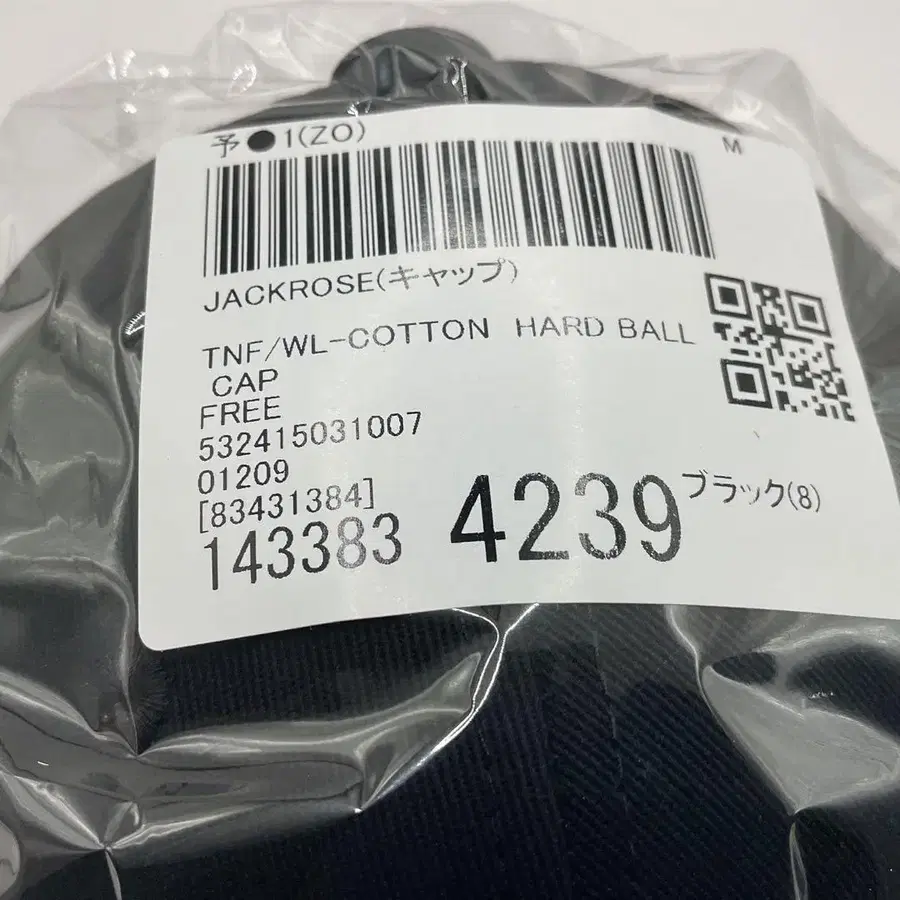 予●1(ZO)
M
JACKROSE(キャップ)
TNF/WL-COTTON HARD BALL
CAP
FREE
532415031007
01209
[83431384]
143383 4239 ブラック(8)